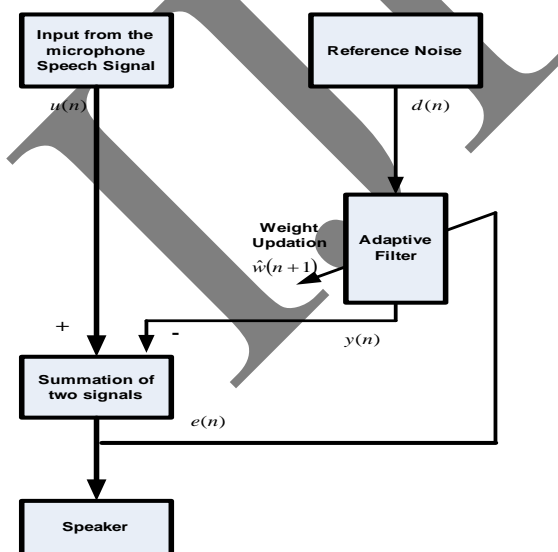 Input from the
microphone
Speech Signal
Reference Noise
u(n)
d(n)
Weight
Updation
ŵ(n+1)
Adaptive
Filter
+
-
y(n)
Summation of
two signals
e(n)
Speaker